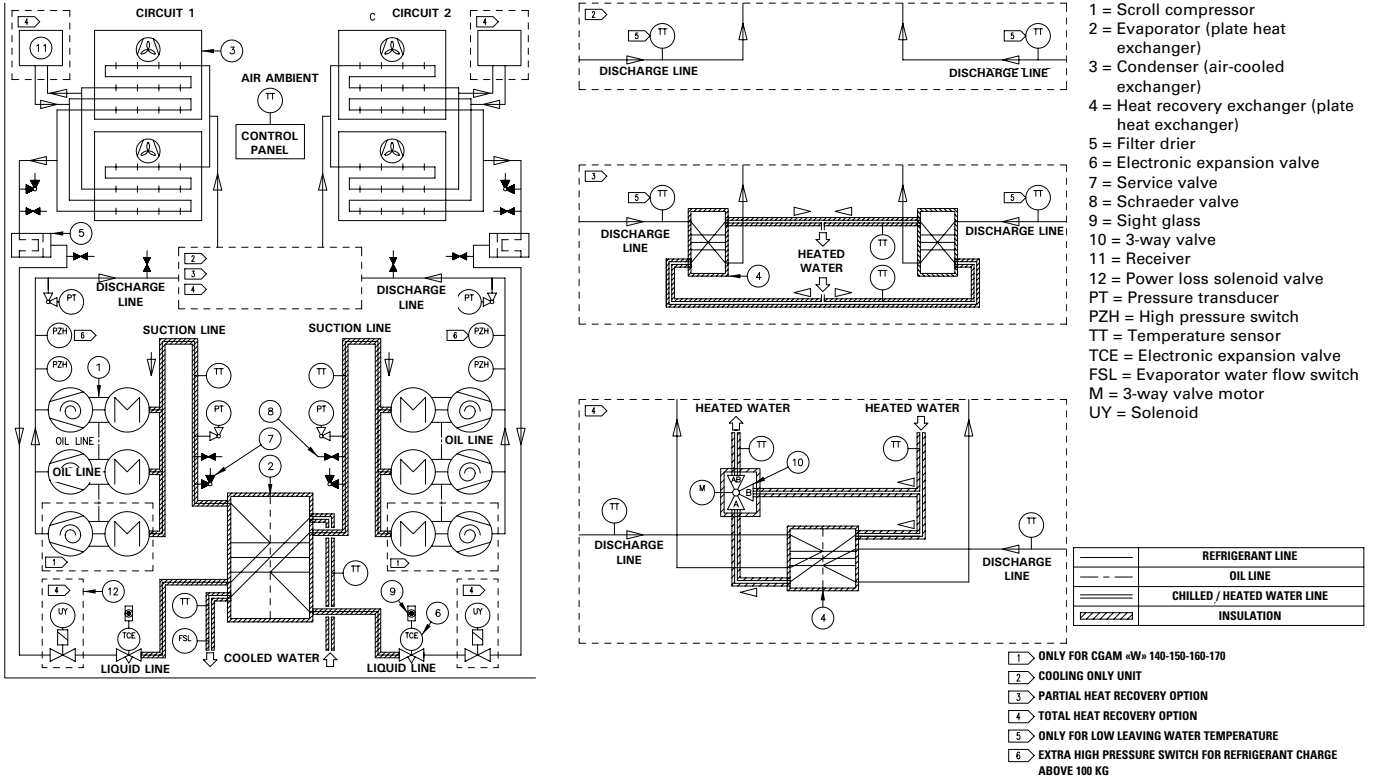 CIRCUIT 1
C
CIRCUIT 2
4
4
11
3
AIR AMBIENT
TT
CONTROL
PANEL
5
2
3
4
DISCHARGE
LINE
DISCHARGE
LINE
PT
PT
SUCTION LINE
SUCTION LINE
PZH
6
6
PZH
PZH
PZH
1
TT
TT
PT
PT
8
7
2
M
M
OIL LINE
OIL LINE
OIL LINE
M
M
M
M
1
1
4
12
TT
TT
9
6
4
UY
TCE
FSL
TCE
UY
COOLED WATER
LIQUID LINE
LIQUID LINE
2
5
TT
5
TT
DISCHARGE LINE
DISCHARGE LINE
3
5
TT
5
TT
DISCHARGE
LINE
DISCHARGE LINE
TT
HEATED
WATER
TT
4
4
HEATED WATER
HEATED WATER
TT
TT
10
M
AB
B
A
TT
TT
DISCHARGE
LINE
DISCHARGE
LINE
4
1 = Scroll compressor
2 = Evaporator (plate heat
exchanger)
3 = Condenser (air-cooled
exchanger)
4 = Heat recovery exchanger (plate
heat exchanger)
5 = Filter drier
6 = Electronic expansion valve
7 = Service valve
8 = Schraeder valve
9 = Sight glass
10 = 3-way valve
11 = Receiver
12 = Power loss solenoid valve
PT = Pressure transducer
PZH = High pressure switch
TT = Temperature sensor
TCE = Electronic expansion valve
FSL = Evaporator water flow switch
M = 3-way valve motor
UY = Solenoid
REFRIGERANT LINE
OIL LINE
CHILLED / HEATED WATER LINE
INSULATION
1 ONLY FOR CGAM «W» 140-150-160-170
2 COOLING ONLY UNIT
3 PARTIAL HEAT RECOVERY OPTION
4 TOTAL HEAT RECOVERY OPTION
5 ONLY FOR LOW LEAVING WATER TEMPERATURE
6 EXTRA HIGH PRESSURE SWITCH FOR REFRIGERANT CHARGE
ABOVE 100 KG